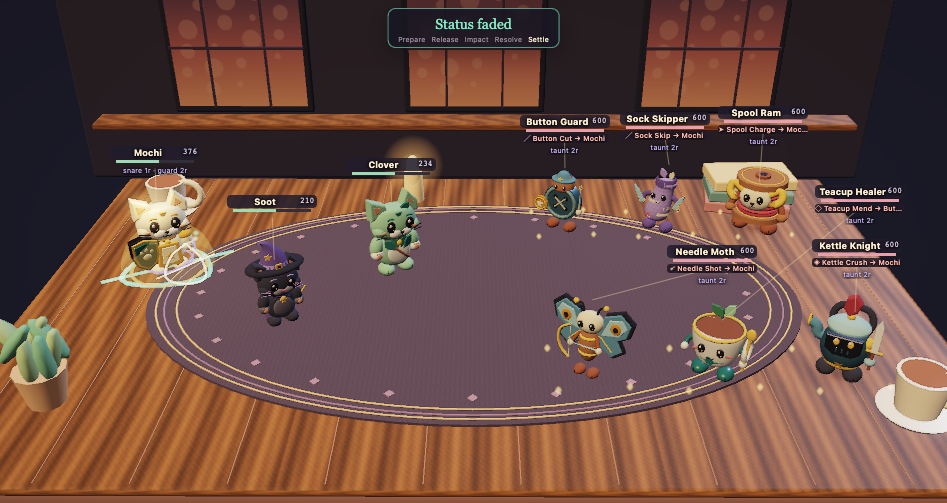 Status faded
Prepare Release Impact Resolve Settle
Mochi 376
snare 1r · guard 2r
Soot 210
Clover 234
Button Guard 600
Button Cut → Mochi
taunt 2r
Sock Skipper 600
Sock Skip → Mochi
taunt 2r
Spool Ram 600
Spool Charge → Moc...
taunt 2r
Teacup Healer 600
Teacup Mend → But...
taunt 2r
Needle Moth 600
Needle Shot → Mochi
taunt 2r
Kettle Knight 600
Kettle Crush → Mochi
taunt 2r